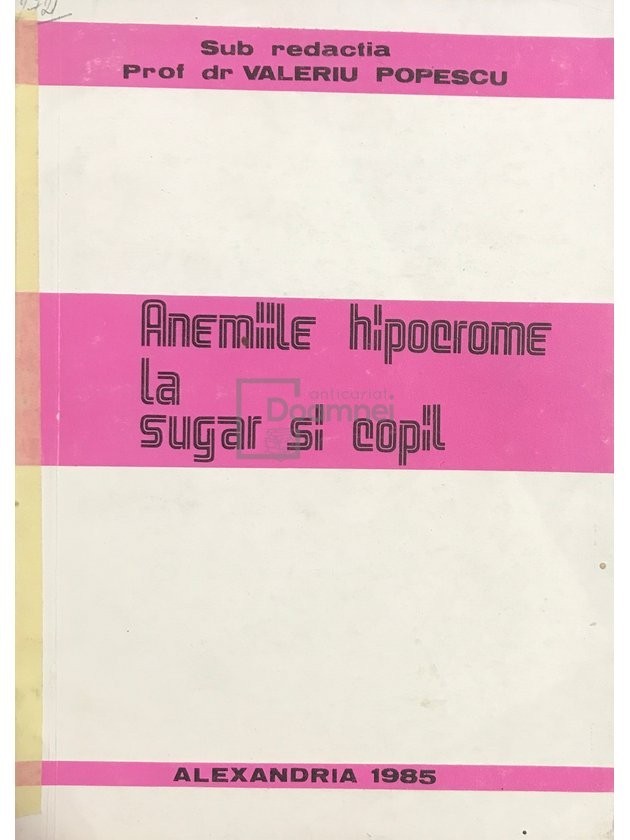 Sub redactia
Prof dr VALERIU POPESCU
Anemiile hipocrome
la
anticariat
Doamnei
sugar si copil
ALEXANDRIA 1985